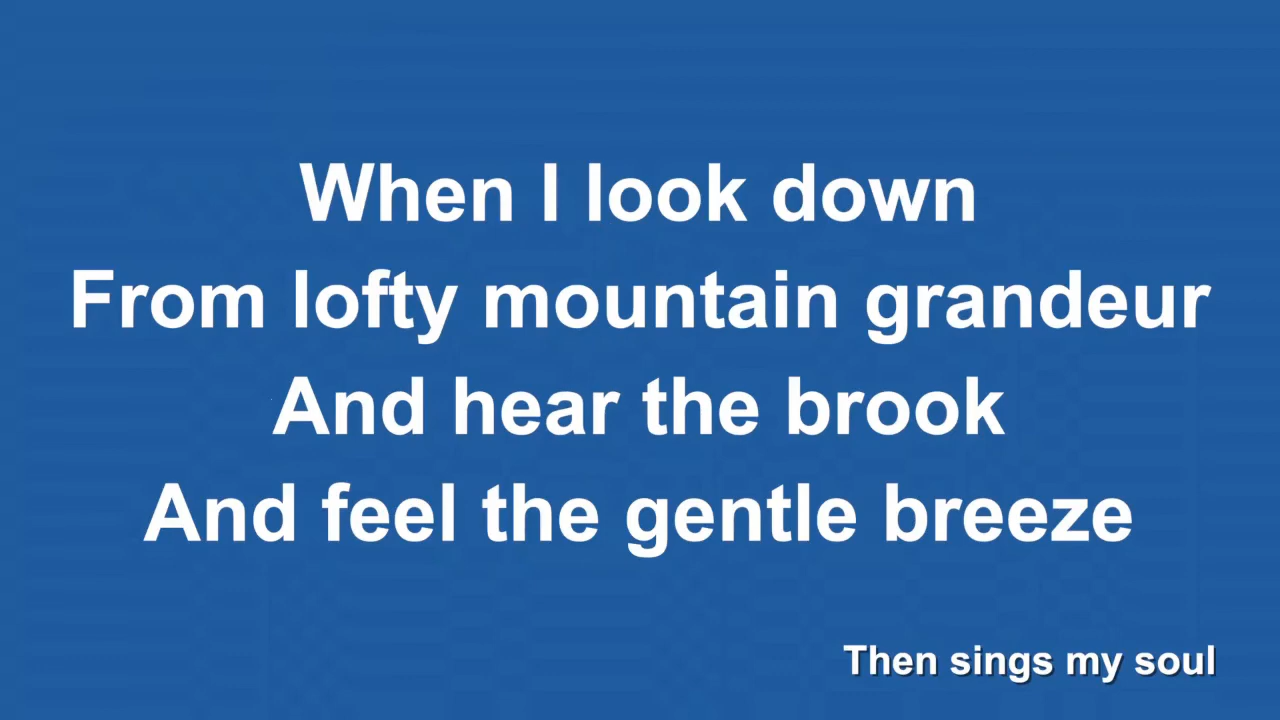 When I look down
From lofty mountain grandeur
And hear the brook
And feel the gentle breeze
Then sings my soul